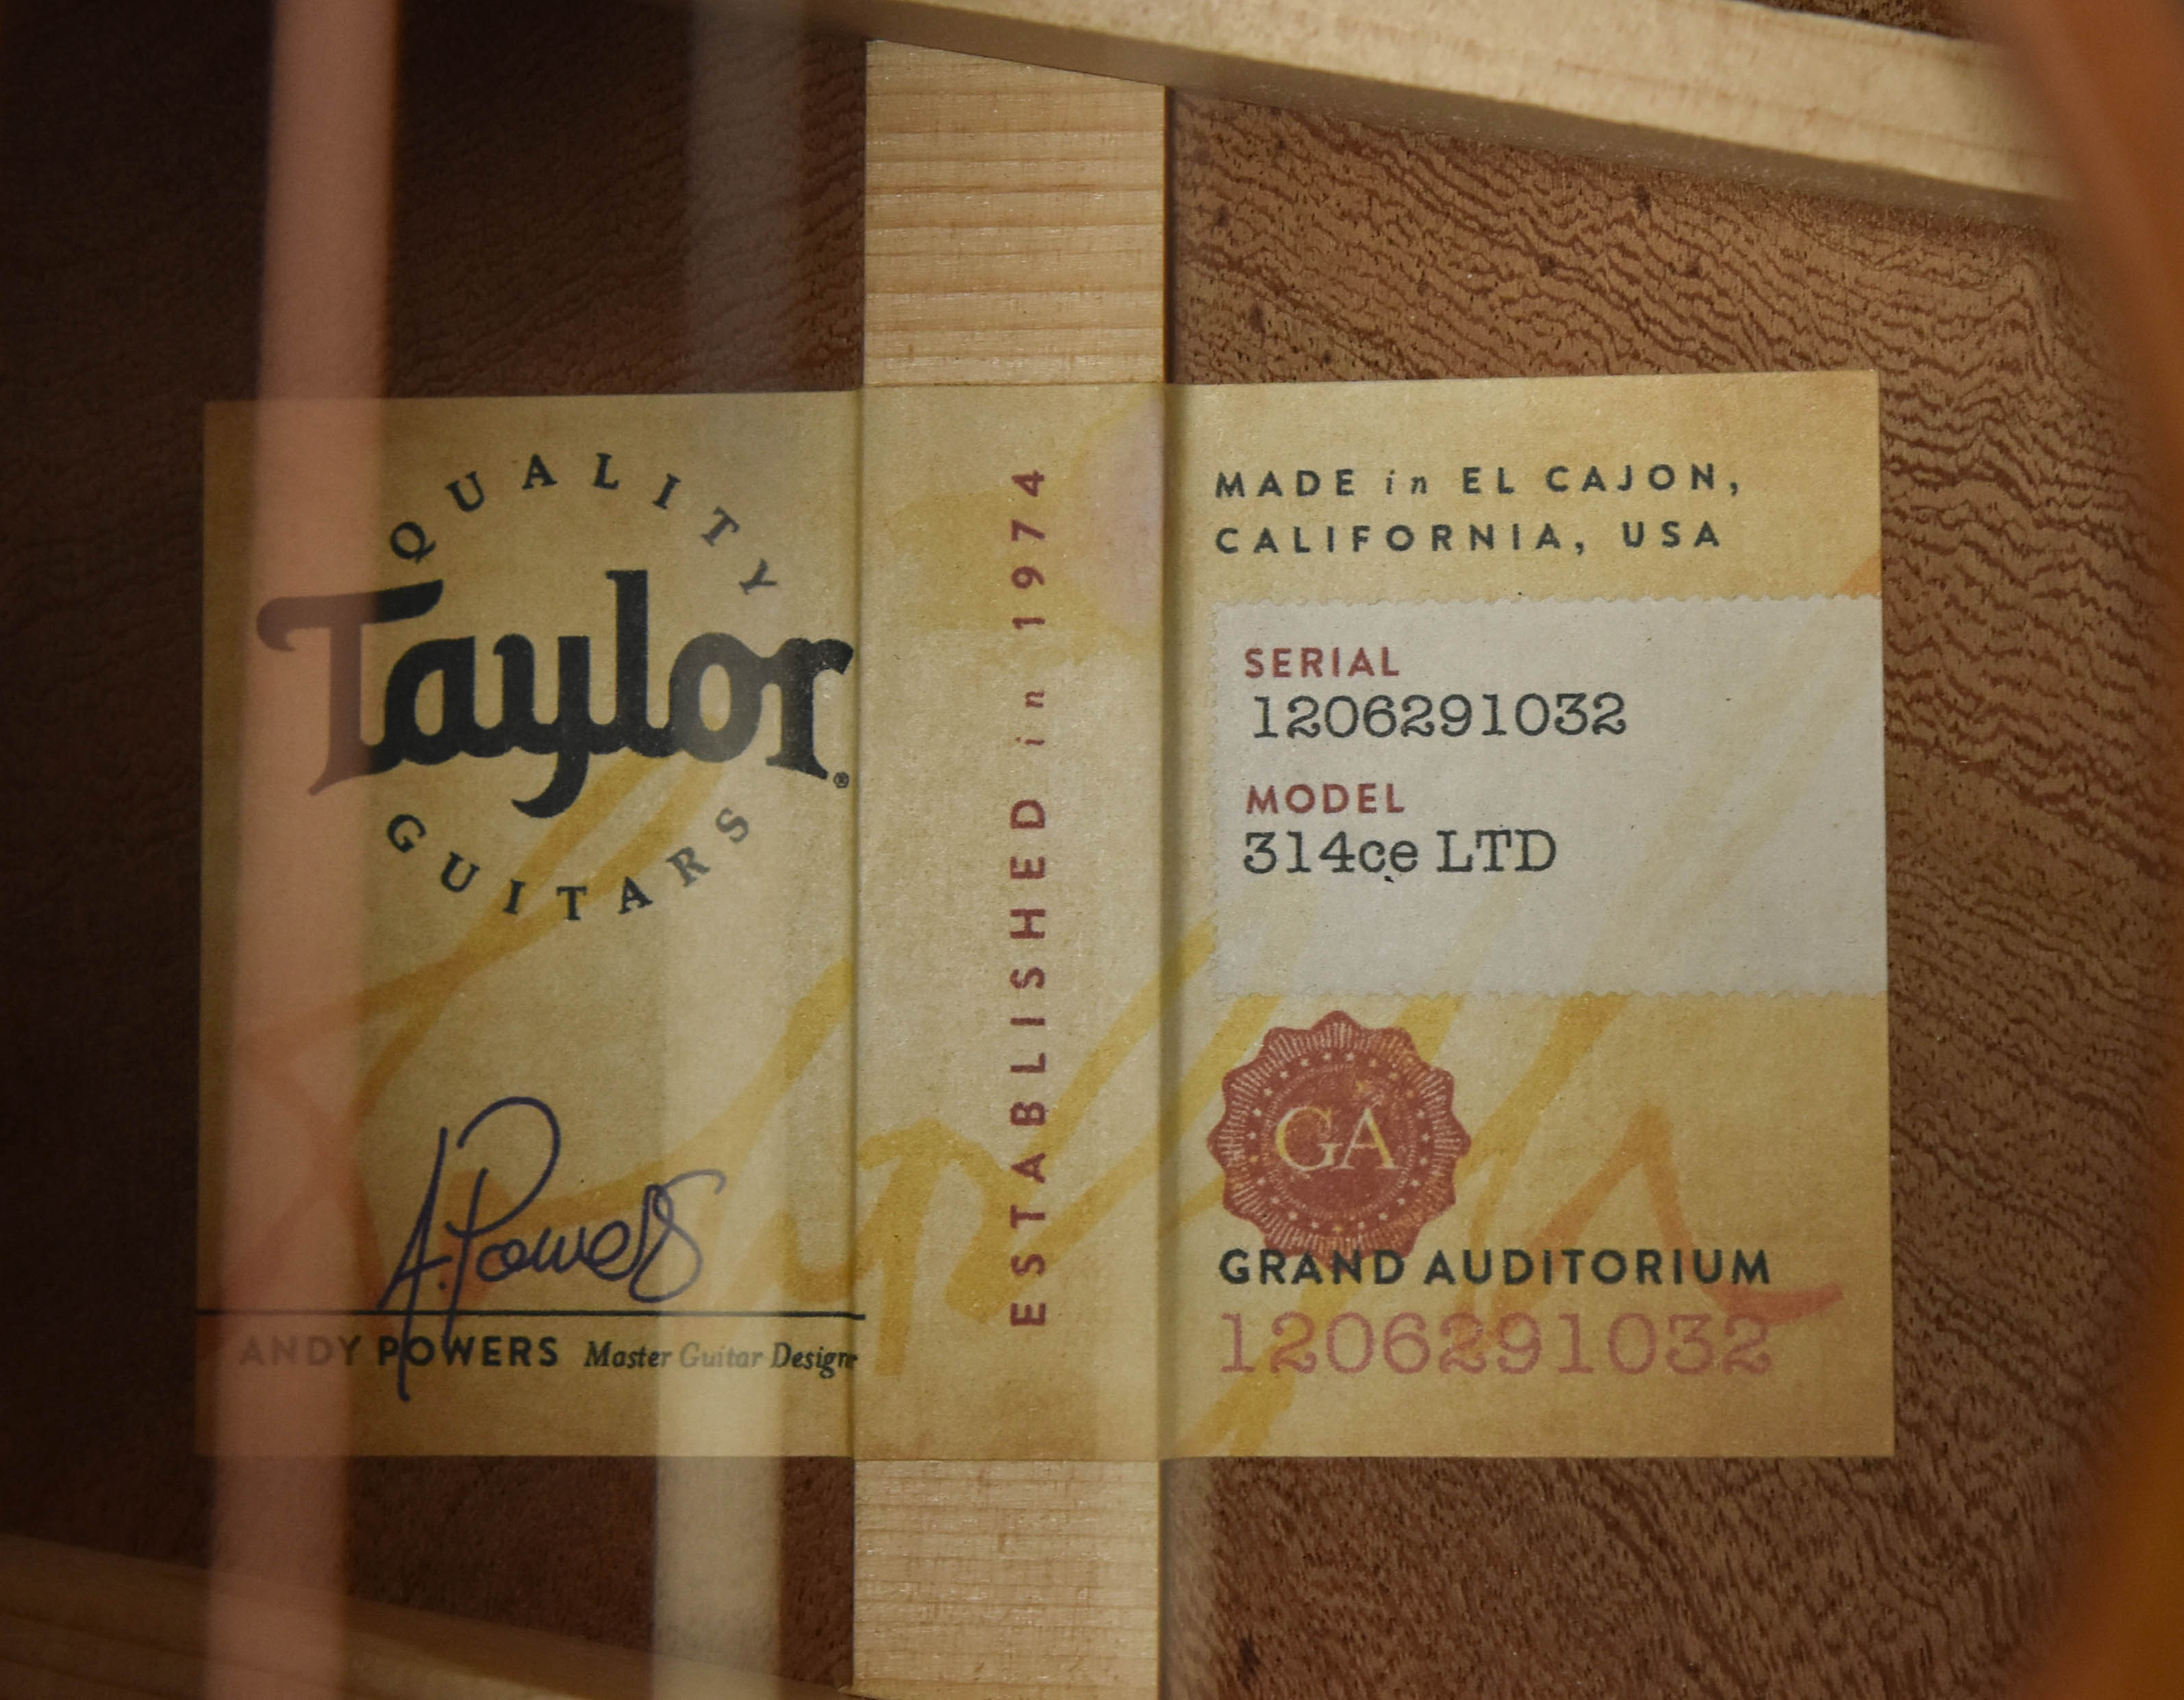 QUALITY
Taylor®
GUITARS
A. Powers
ANDY POWERS Master Guitar Designer
ESTABLISHED in 1974
MADE in EL CAJON,
CALIFORNIA, USA
SERIAL
1206291032
MODEL
314ce LTD
GA
GRAND AUDITORIUM
1206291032